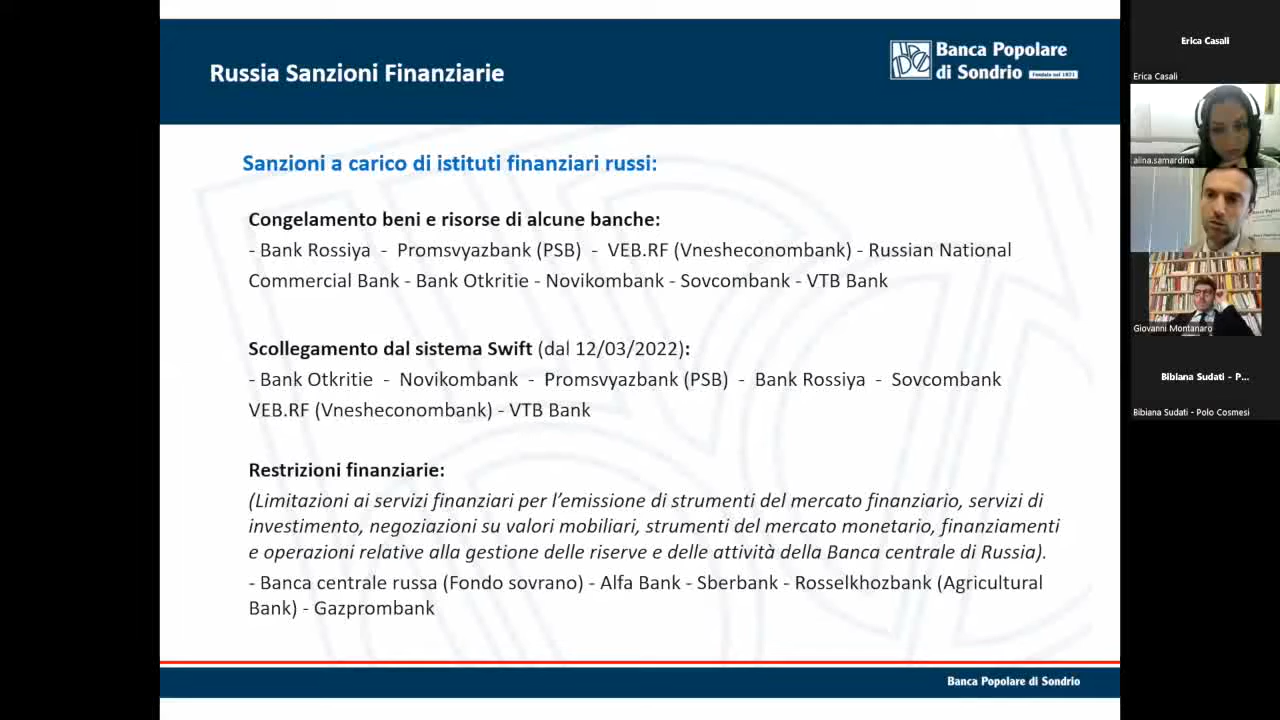 Russia Sanzioni Finanziarie
Banca Popolare
di Sondrio Fondata nel 1871
Sanzioni a carico di istituti finanziari russi:
Congelamento beni e risorse di alcune banche:
- Bank Rossiya - Promsvyazbank (PSB) - VEB.RF (Vnesheconombank) - Russian National
Commercial Bank - Bank Otkritie - Novikombank - Sovcombank - VTB Bank
Scollegamento dal sistema Swift (dal 12/03/2022):
- Bank Otkritie - Novikombank - Promsvyazbank (PSB) - Bank Rossiya - Sovcombank
VEB.RF (Vnesheconombank) - VTB Bank
Restrizioni finanziarie:
(Limitazioni ai servizi finanziari per l’emissione di strumenti del mercato finanziario, servizi di
investimento, negoziazioni su valori mobiliari, strumenti del mercato monetario, finanziamenti
e operazioni relative alla gestione delle riserve e delle attività della Banca centrale di Russia).
- Banca centrale russa (Fondo sovrano) - Alfa Bank - Sberbank - Rosselkhozbank (Agricultural
Bank) - Gazprombank
Banca Popolare di Sondrio
Erica Casali
Erica Casali
alina.samardina
Giovanni Montanaro
Bibiana Sudati - P...
Bibiana Sudati - Polo Cosmesi